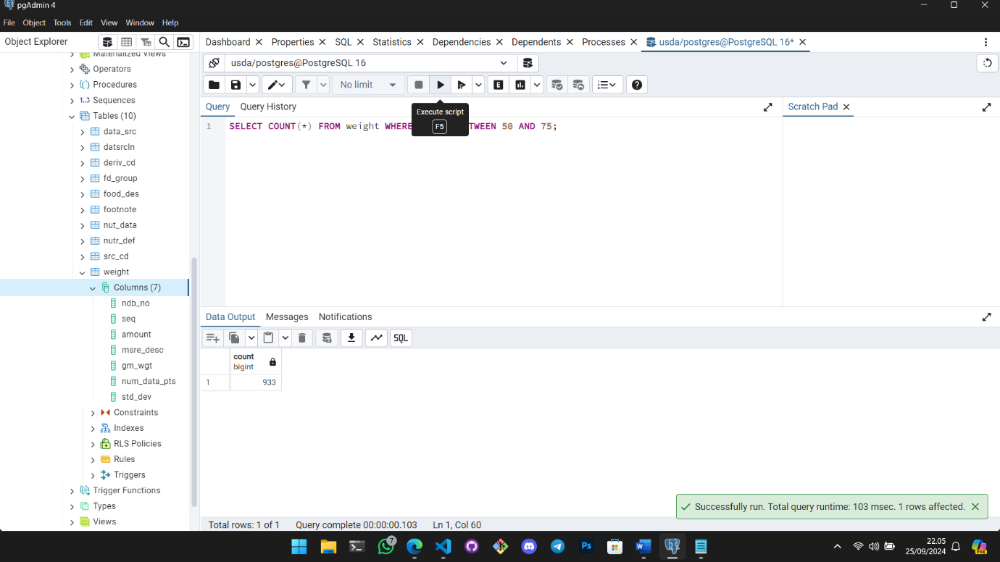 pgAdmin 4
File Object Tools Edit View Window Help
Object Explorer
Dashboard Properties SQL Statistics Dependencies Dependents Processes usda/postgres@PostgreSQL 16*
Materialized Views
Operators
Procedures
1..3 Sequences
Tables (10)
data_src
datsrcln
deriv_cd
fd_group
food_des
footnote
nut_data
nutr_def
src_cd
weight
Columns (7)
ndb_no
seq
amount
msre_desc
gm_wgt
num_data_pts
std_dev
Constraints
Indexes
RLS Policies
Rules
Triggers
Trigger Functions
Types
Views
usda/postgres@PostgreSQL 16
No limit
E
Query Query History
Execute script
F5
Scratch Pad
1 SELECT COUNT(*) FROM weight WHERE TWEEN 50 AND 75;
Data Output Messages Notifications
SQL
count
bigint
1 933
Successfully run. Total query runtime: 103 msec. 1 rows affected.
Total rows: 1 of 1 Query complete 00:00:00.103 Ln 1, Col 60
7
Ps
W
22.05
25/09/2024
PRE